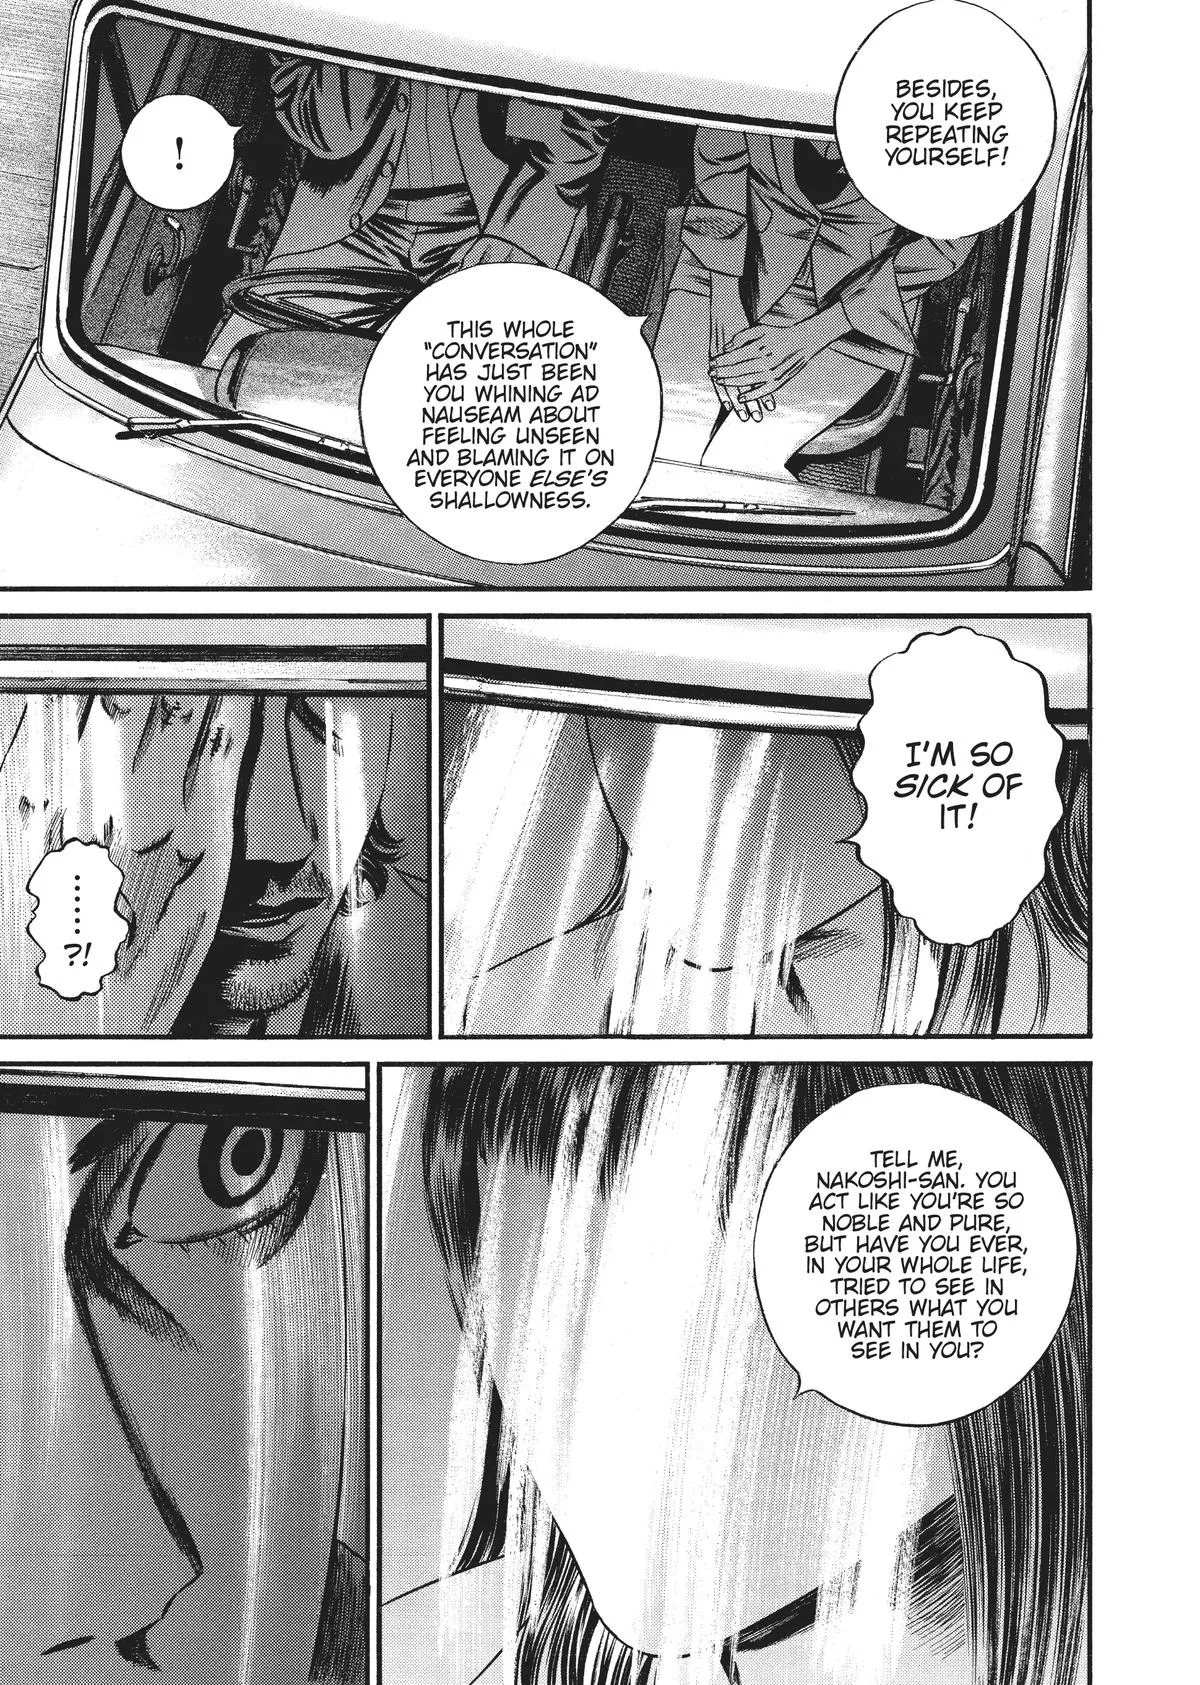 BESIDES,
YOU KEEP
REPEATING
YOURSELF!
THIS WHOLE
"CONVERSATION"
HAS JUST BEEN
YOU WHINING AD
NAUSEAM ABOUT
FEELING UNSEEN
AND BLAMING IT ON
EVERYONE ELSE'S
SHALLOWNESS.
!
I'M SO
SICK OF
IT!
......
?!
TELL ME,
NAKOSHI-SAN. YOU
ACT LIKE YOU'RE SO
NOBLE AND PURE,
BUT HAVE YOU EVER,
IN YOUR WHOLE LIFE,
TRIED TO SEE IN
OTHERS WHAT YOU
WANT THEM TO
SEE IN YOU?